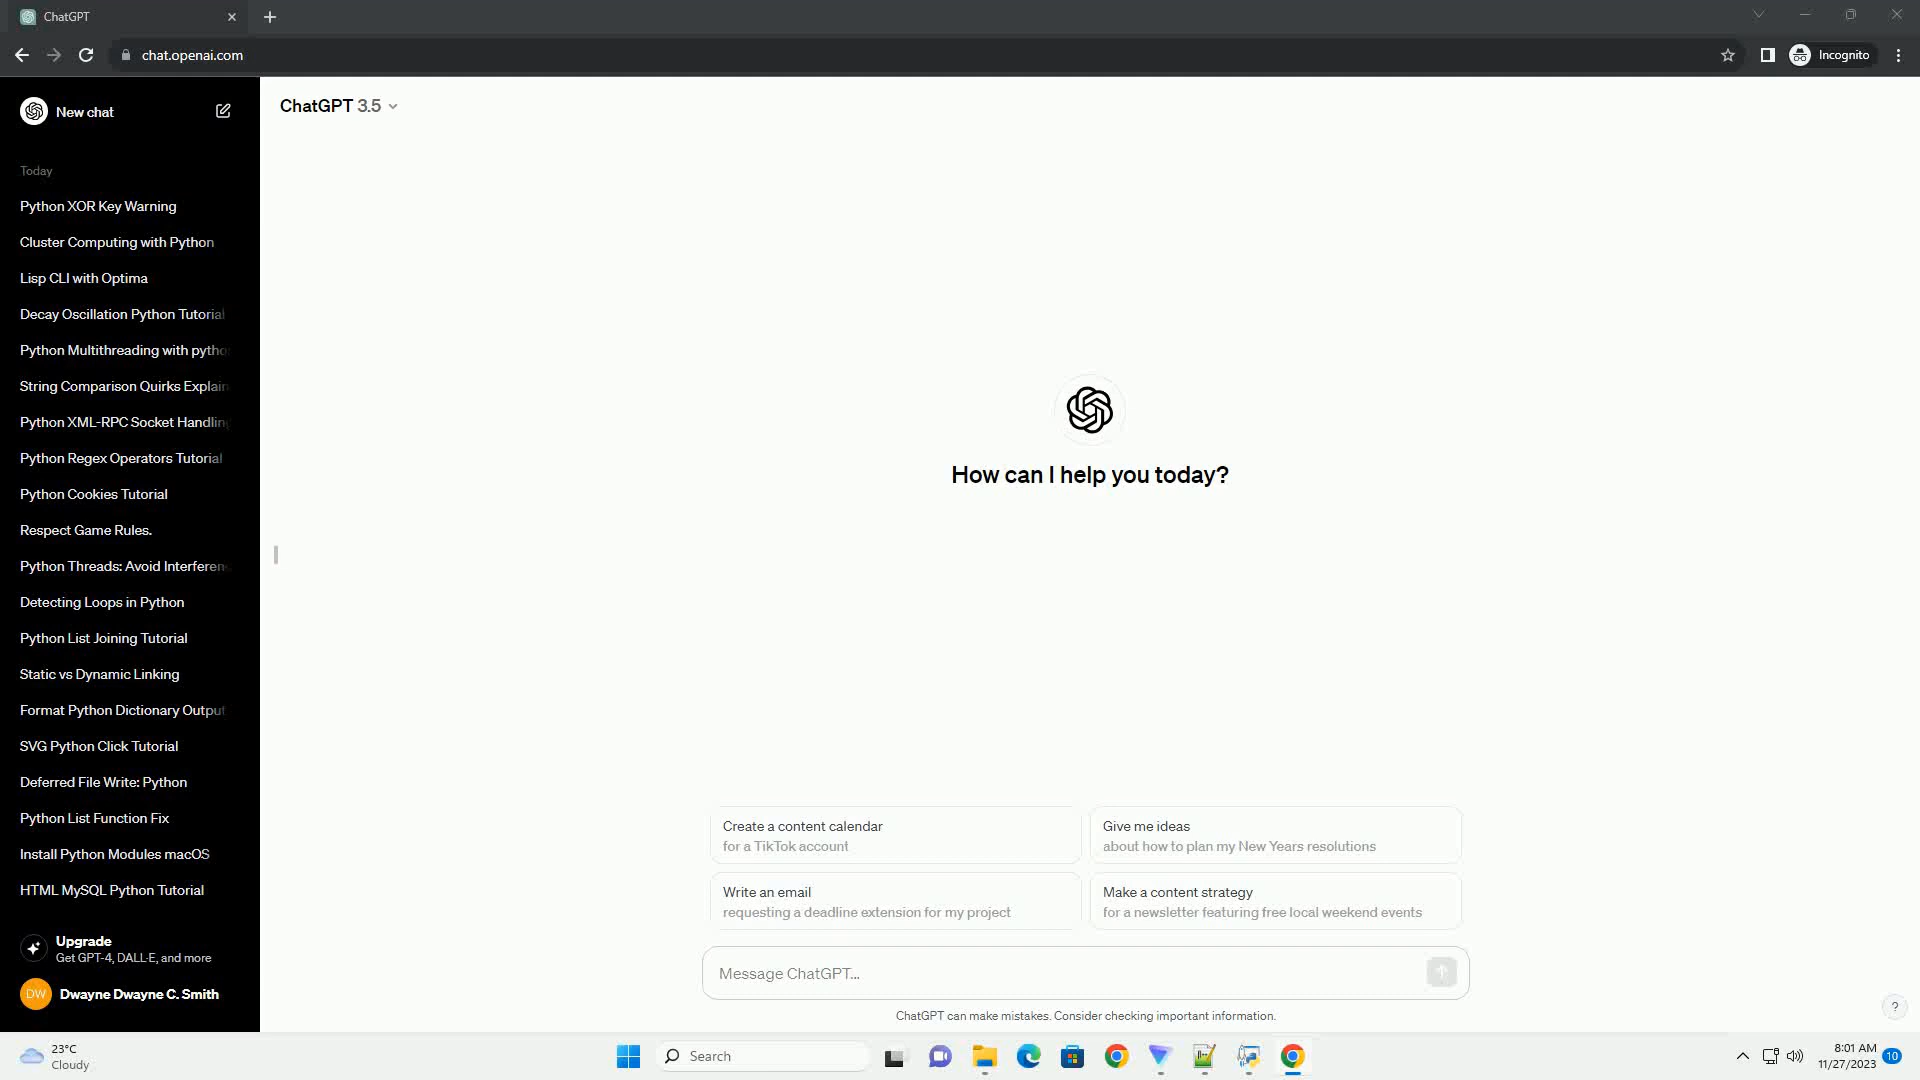 ChatGPT
chat.openai.com
Incognito
New chat
ChatGPT 3.5
Today
Python XOR Key Warning
Cluster Computing with Python
Lisp CLI with Optima
Decay Oscillation Python Tutorial
Python Multithreading with pytho
String Comparison Quirks Explain
Python XML-RPC Socket Handling
Python Regex Operators Tutorial
Python Cookies Tutorial
Respect Game Rules.
Python Threads: Avoid Interferen
Detecting Loops in Python
Python List Joining Tutorial
Static vs Dynamic Linking
Format Python Dictionary Output
SVG Python Click Tutorial
Deferred File Write: Python
Python List Function Fix
Install Python Modules macOS
HTML MySQL Python Tutorial
Upgrade
Get GPT-4, DALL·E, and more
DW
Dwayne Dwayne C. Smith
How can I help you today?
Create a content calendar
for a TikTok account
Give me ideas
about how to plan my New Years resolutions
Write an email
requesting a deadline extension for my project
Make a content strategy
for a newsletter featuring free local weekend events
Message ChatGPT...
ChatGPT can make mistakes. Consider checking important information.
?
23°C
Cloudy
Search
8:01 AM
11/27/2023
10